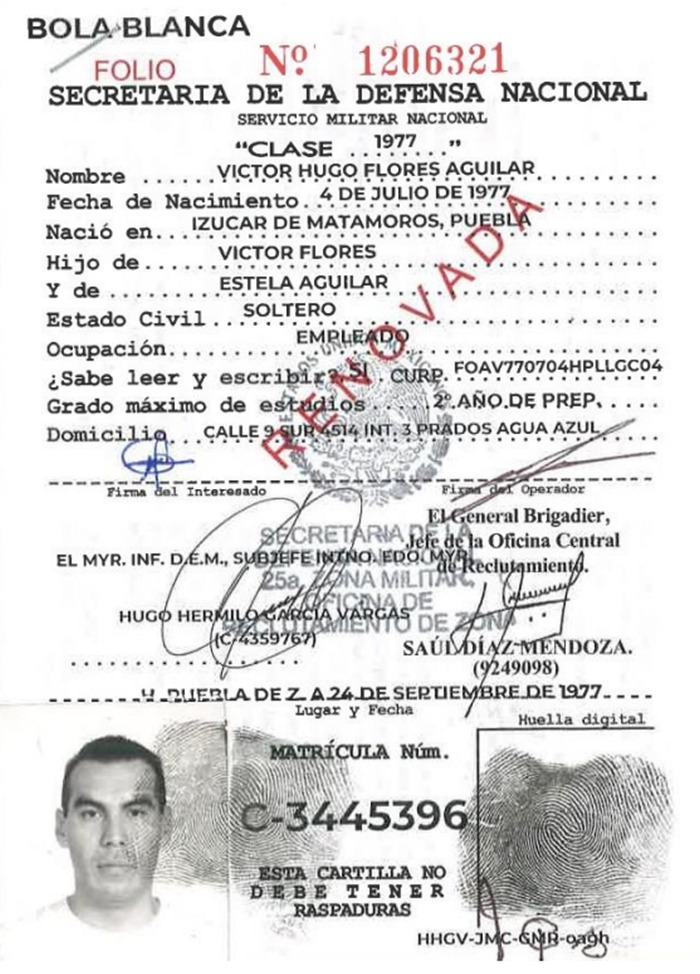 BOLA BLANCA
FOLIO Nº 1206321
SECRETARIA DE LA DEFENSA NACIONAL
SERVICIO MILITAR NACIONAL
"CLASE 1977 "
Nombre ...... VICTOR HUGO FLORES AGUILAR
Fecha de Nacimiento 4 DE JULIO DE 1977
Nació en... IZUCAR DE MATAMOROS, PUEBLA
Hijo de... VICTOR FLORES
Y de ... ESTELA AGUILAR
Estado Civil ... SOLTERO
Ocupación... EMPLEADO
¿Sabe leer y escribir? SI . CURP. FOAV770704HPLLGC04
Grado máximo de estudios ... 2º AÑO DE PREP.
Domicilio CALLE 9 SUR 4514 INT. 3 PRADOS AGUA AZUL
RENOVADA
ESTADOS UNIDOS MEXICANOS
Firma del Interesado Firma del Operador
El General Brigadier,
Jefe de la Oficina Central
de Reclutamiento.
EL MYR. INF. D.E.M., SUBJEFE INTNO. EDO. MYR.
SECRETARIA DE LA
25a. ZONA MILITAR.
OFICINA DE
RECLUTAMIENTO DE ZONA
HUGO HERMILO GARCÍA VARGAS
(C-4359767)
SAÚL DÍAZ MENDOZA.
(9249098)
H. PUEBLA DE Z. A 24 DE SEPTIEMBRE DE 1977
Lugar y Fecha
Huella digital
MATRÍCULA Núm.
C-3445396
ESTA CARTILLA NO
DEBE TENER
RASPADURAS
HHGV-JMC-GMR-oagh